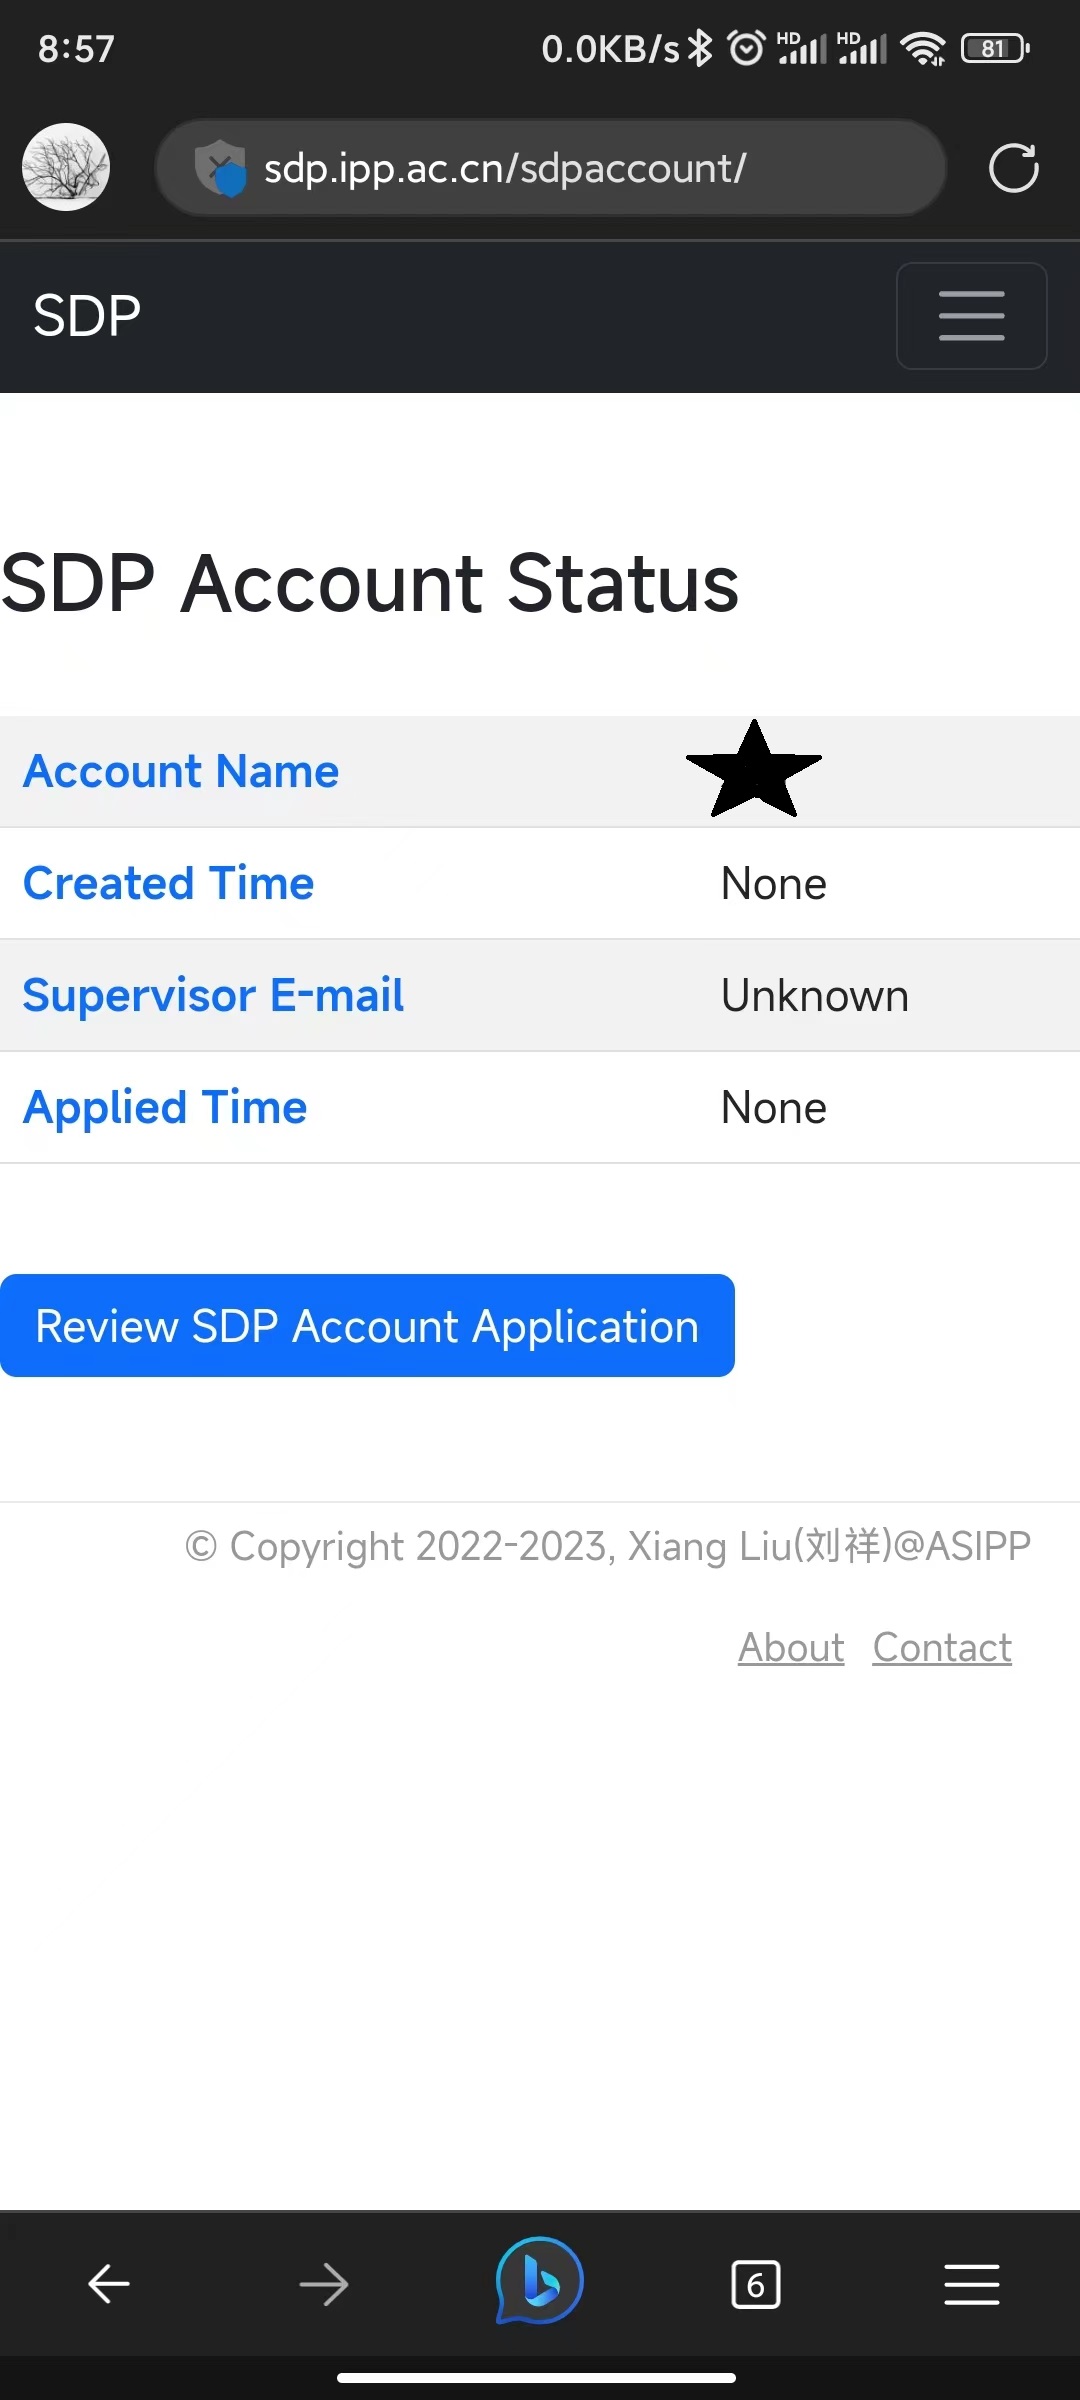 8:57 0.0KB/s HD HD 81
sdp.ipp.ac.cn/sdpaccount/
SDP
SDP Account Status
Account Name
Created Time None
Supervisor E-mail Unknown
Applied Time None
Review SDP Account Application
© Copyright 2022-2023, Xiang Liu(刘祥)@ASIPP
About Contact
6